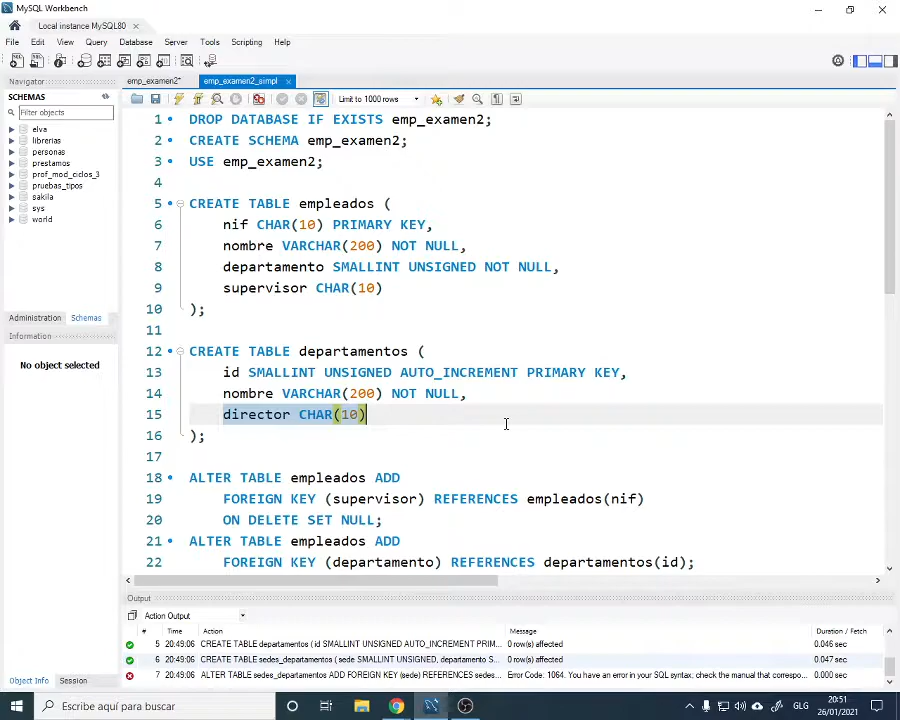 MySQL Workbench
Local instance MySQL80 ×
File Edit View Query Database Server Tools Scripting Help
Navigator
SCHEMAS
Filter objects
elva
librerias
personas
prestamos
prof_mod_ciclos_3
pruebas_tipos
sakila
sys
world
Administration Schemas
Information
No object selected
Object Info Session
emp_examen2* emp_examen2_simpl ×
Limit to 1000 rows
1 DROP DATABASE IF EXISTS emp_examen2;
2 CREATE SCHEMA emp_examen2;
3 USE emp_examen2;
4
5 CREATE TABLE empleados (
6 nif CHAR(10) PRIMARY KEY,
7 nombre VARCHAR(200) NOT NULL,
8 departamento SMALLINT UNSIGNED NOT NULL,
9 supervisor CHAR(10)
10 );
11
12 CREATE TABLE departamentos (
13 id SMALLINT UNSIGNED AUTO_INCREMENT PRIMARY KEY,
14 nombre VARCHAR(200) NOT NULL,
15 director CHAR(10)
16 );
17
18 ALTER TABLE empleados ADD
19 FOREIGN KEY (supervisor) REFERENCES empleados(nif)
20 ON DELETE SET NULL;
21 ALTER TABLE empleados ADD
22 FOREIGN KEY (departamento) REFERENCES departamentos(id);
Output
Action Output
# Time Action Message Duration / Fetch
5 20:49:06 CREATE TABLE departamentos ( id SMALLINT UNSIGNED AUTO_INCREMENT PRIM... 0 row(s) affected 0.046 sec
6 20:49:06 CREATE TABLE sedes_departamentos ( sede SMALLINT UNSIGNED, departamento S... 0 row(s) affected 0.047 sec
7 20:49:06 ALTER TABLE sedes_departamentos ADD FOREIGN KEY (sede) REFERENCES sedes... Error Code: 1064. You have an error in your SQL syntax; check the manual that correspo... 0.000 sec
Escribe aquí para buscar
GLG
20:51
26/01/2021